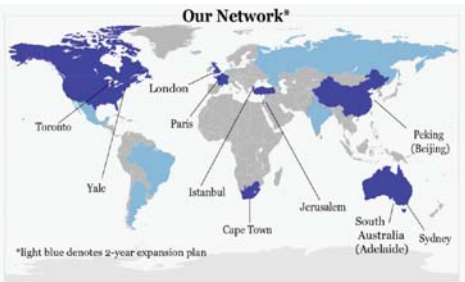 Our Network*
London
Toronto
Paris
Peking
(Beijing)
Yale
Istanbul
Jerusalem
Cape Town
South
Australia
(Adelaide)
Sydney
*light blue denotes 2-year expansion plan